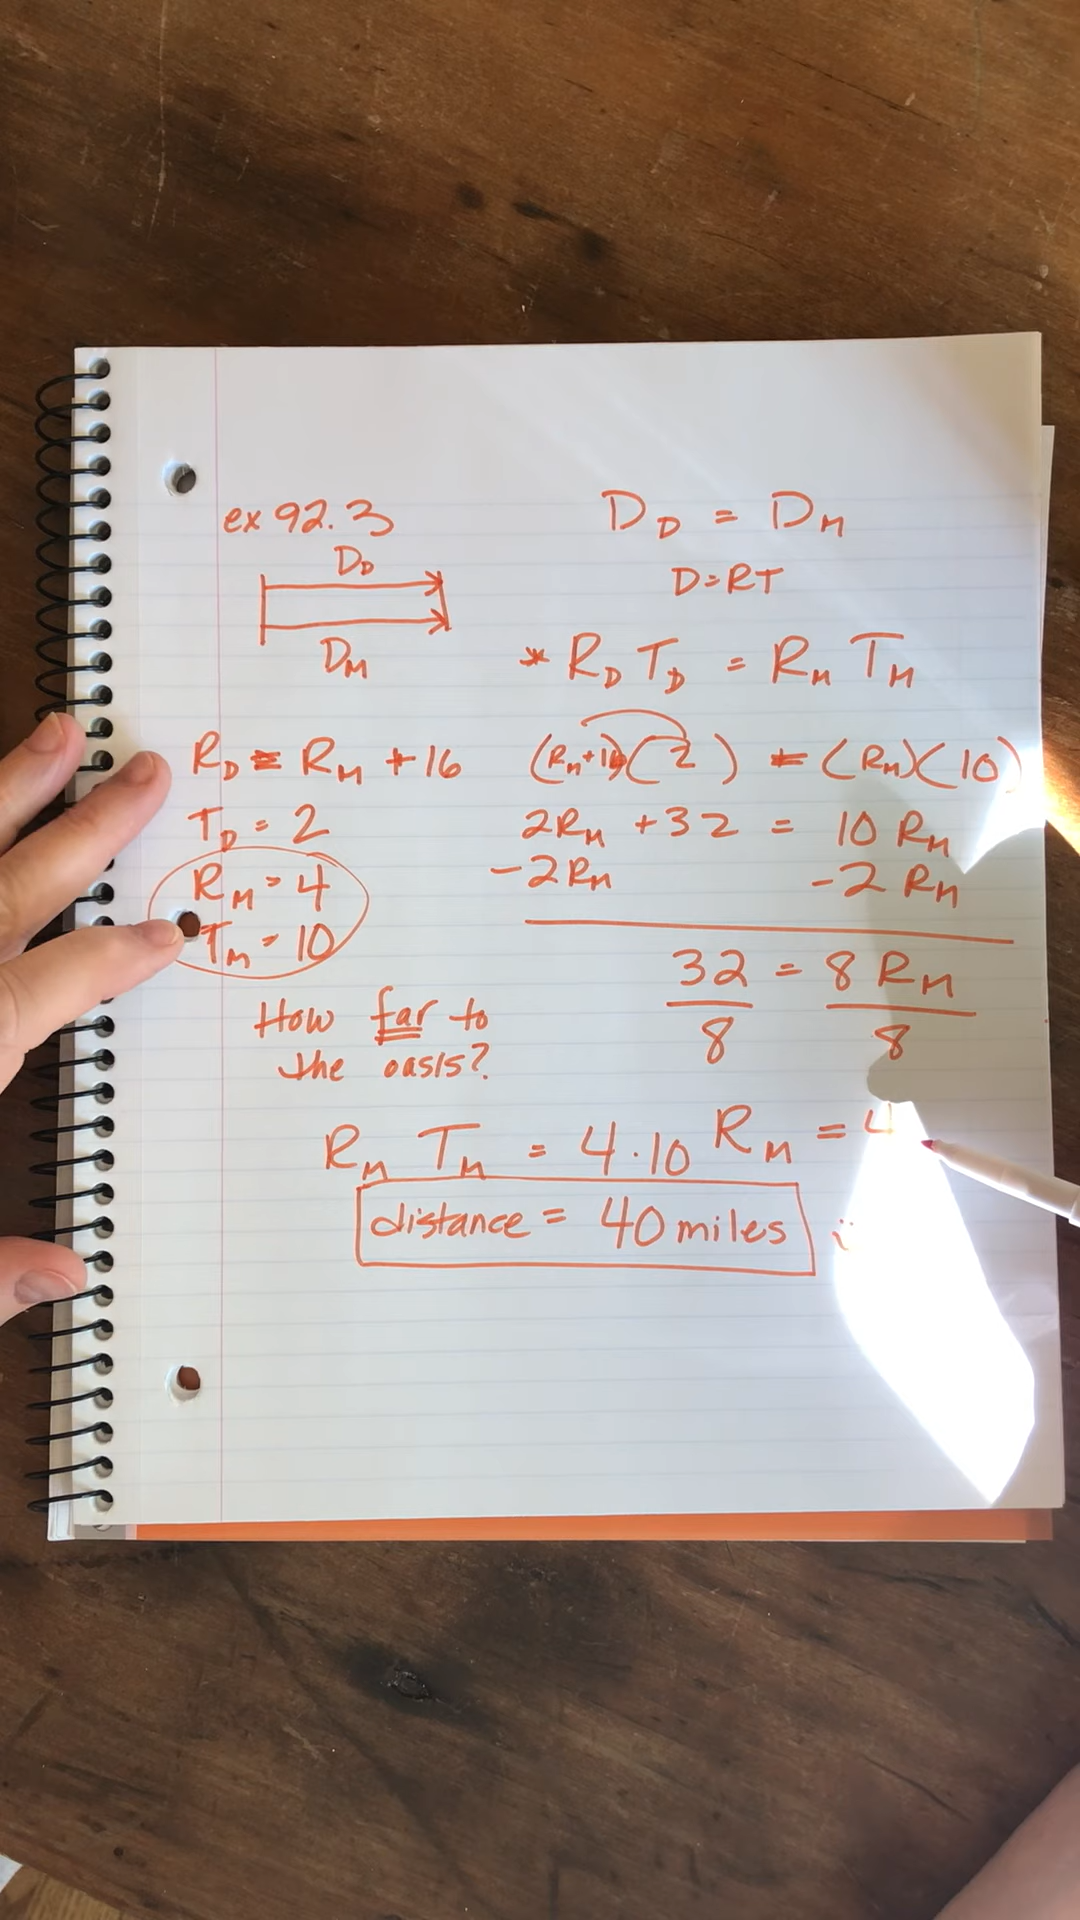 ex 92.3
D_D
D_M
D_D = D_M
D=RT
* R_D T_D = R_M T_M
R_D = R_M + 16
T_D = 2
R_M = 4
T_M = 10
(R_M+16)(2) = (R_M)(10)
2R_M + 32 = 10 R_M
-2R_M -2 R_M
32 = 8 R_M
8 8
R_M = 4
How far to
the oasis?
R_M T_M = 4·10
distance = 40 miles